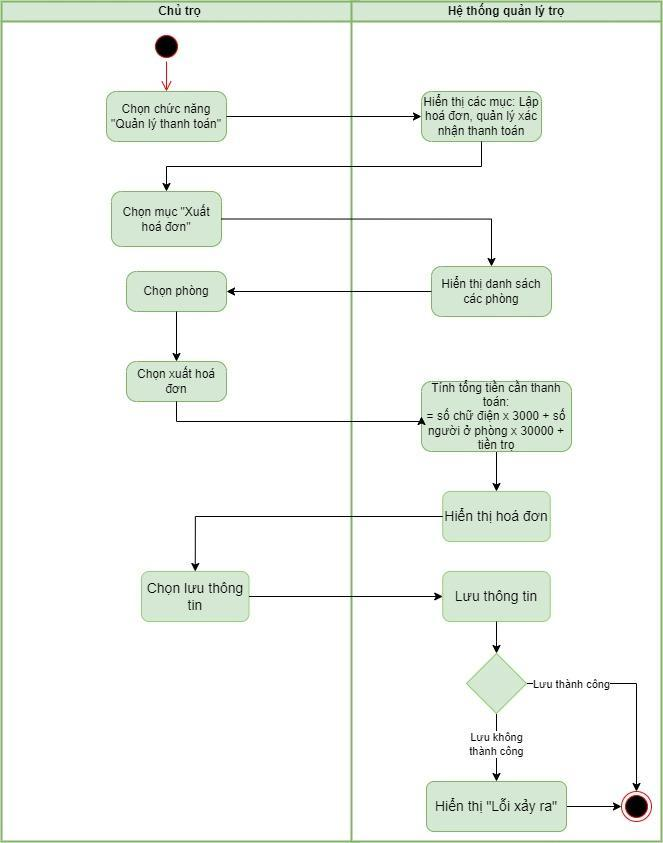 Chủ trọ
Hệ thống quản lý trọ
Chọn chức năng
"Quản lý thanh toán"
Hiển thị các mục: Lập
hoá đơn, quản lý xác
nhận thanh toán
Chọn mục "Xuất
hoá đơn"
Hiển thị danh sách
các phòng
Chọn phòng
Chọn xuất hoá
đơn
Tính tổng tiền cần thanh
toán:
= số chữ điện x 3000 + số
người ở phòng x 30000 +
tiền trọ
Hiển thị hoá đơn
Chọn lưu thông
tin
Lưu thông tin
Lưu thành công
Lưu không
thành công
Hiển thị "Lỗi xảy ra"